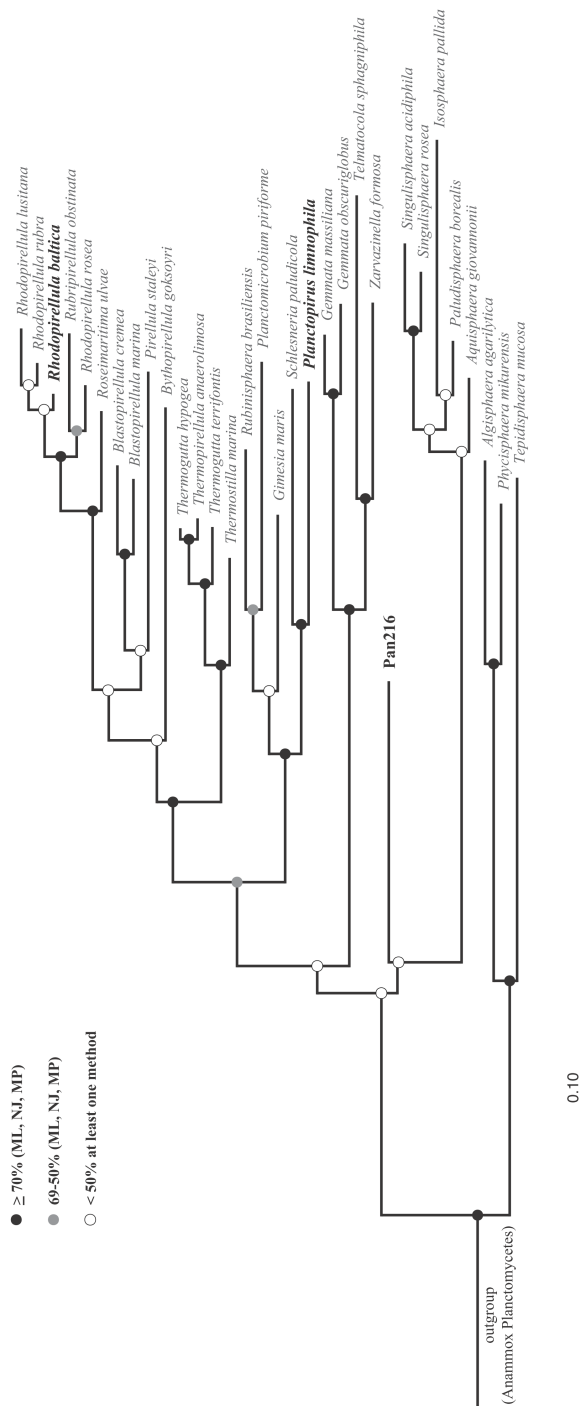 Rhodopirellula lusitana
Rhodopirellula rubra
Rhodopirellula baltica
Rubripirellula obstinata
Rhodopirellula rosea
Roseimaritima ulvae
Blastopirellula cremea
Blastopirellula marina
Pirellula staleyi
Bythopirellula goksoyri
Thermogutta hypogea
Thermopirellula anaerolimosa
Thermogutta terrifontis
Thermostilla marina
Rubinisphaera brasiliensis
Planctomicrobium piriforme
Gimesia maris
Schlesneria paludicola
Planctopirus limnophila
Gemmata massiliana
Gemmata obscuriglobus
Telmatocola sphagniphila
Zarvazinella formosa
Pan216
Singulisphaera acidiphila
Singulisphaera rosea
Isosphaera pallida
Paludisphaera borealis
Aquisphaera giovannonii
Algisphaera agarilytica
Phycisphaera mikurensis
Tepidisphaera mucosa
≥ 70% (ML, NJ, MP)
69-50% (ML, NJ, MP)
< 50% at least one method
outgroup
(Anammox Planctomycetes)
0.10